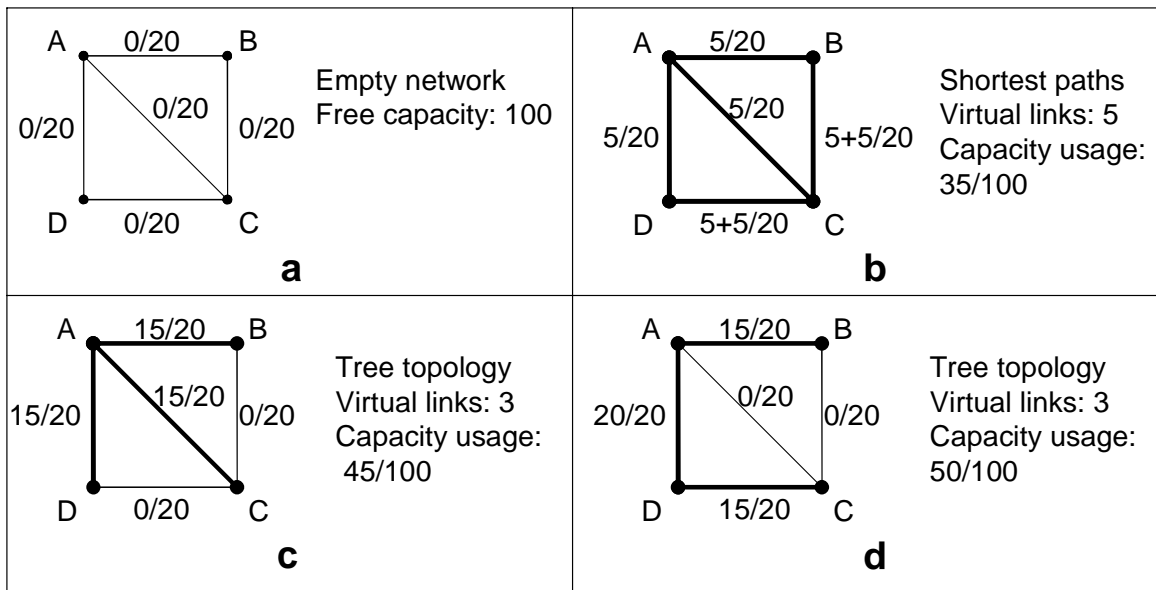 A 0/20 B
0/20
0/20
0/20
D 0/20 C
Empty network
Free capacity: 100
a
A 5/20 B
5/20
5/20
5+5/20
D 5+5/20 C
Shortest paths
Virtual links: 5
Capacity usage:
35/100
b
A 15/20 B
15/20
15/20
0/20
D 0/20 C
Tree topology
Virtual links: 3
Capacity usage:
45/100
c
A 15/20 B
20/20
0/20
0/20
D 15/20 C
Tree topology
Virtual links: 3
Capacity usage:
50/100
d